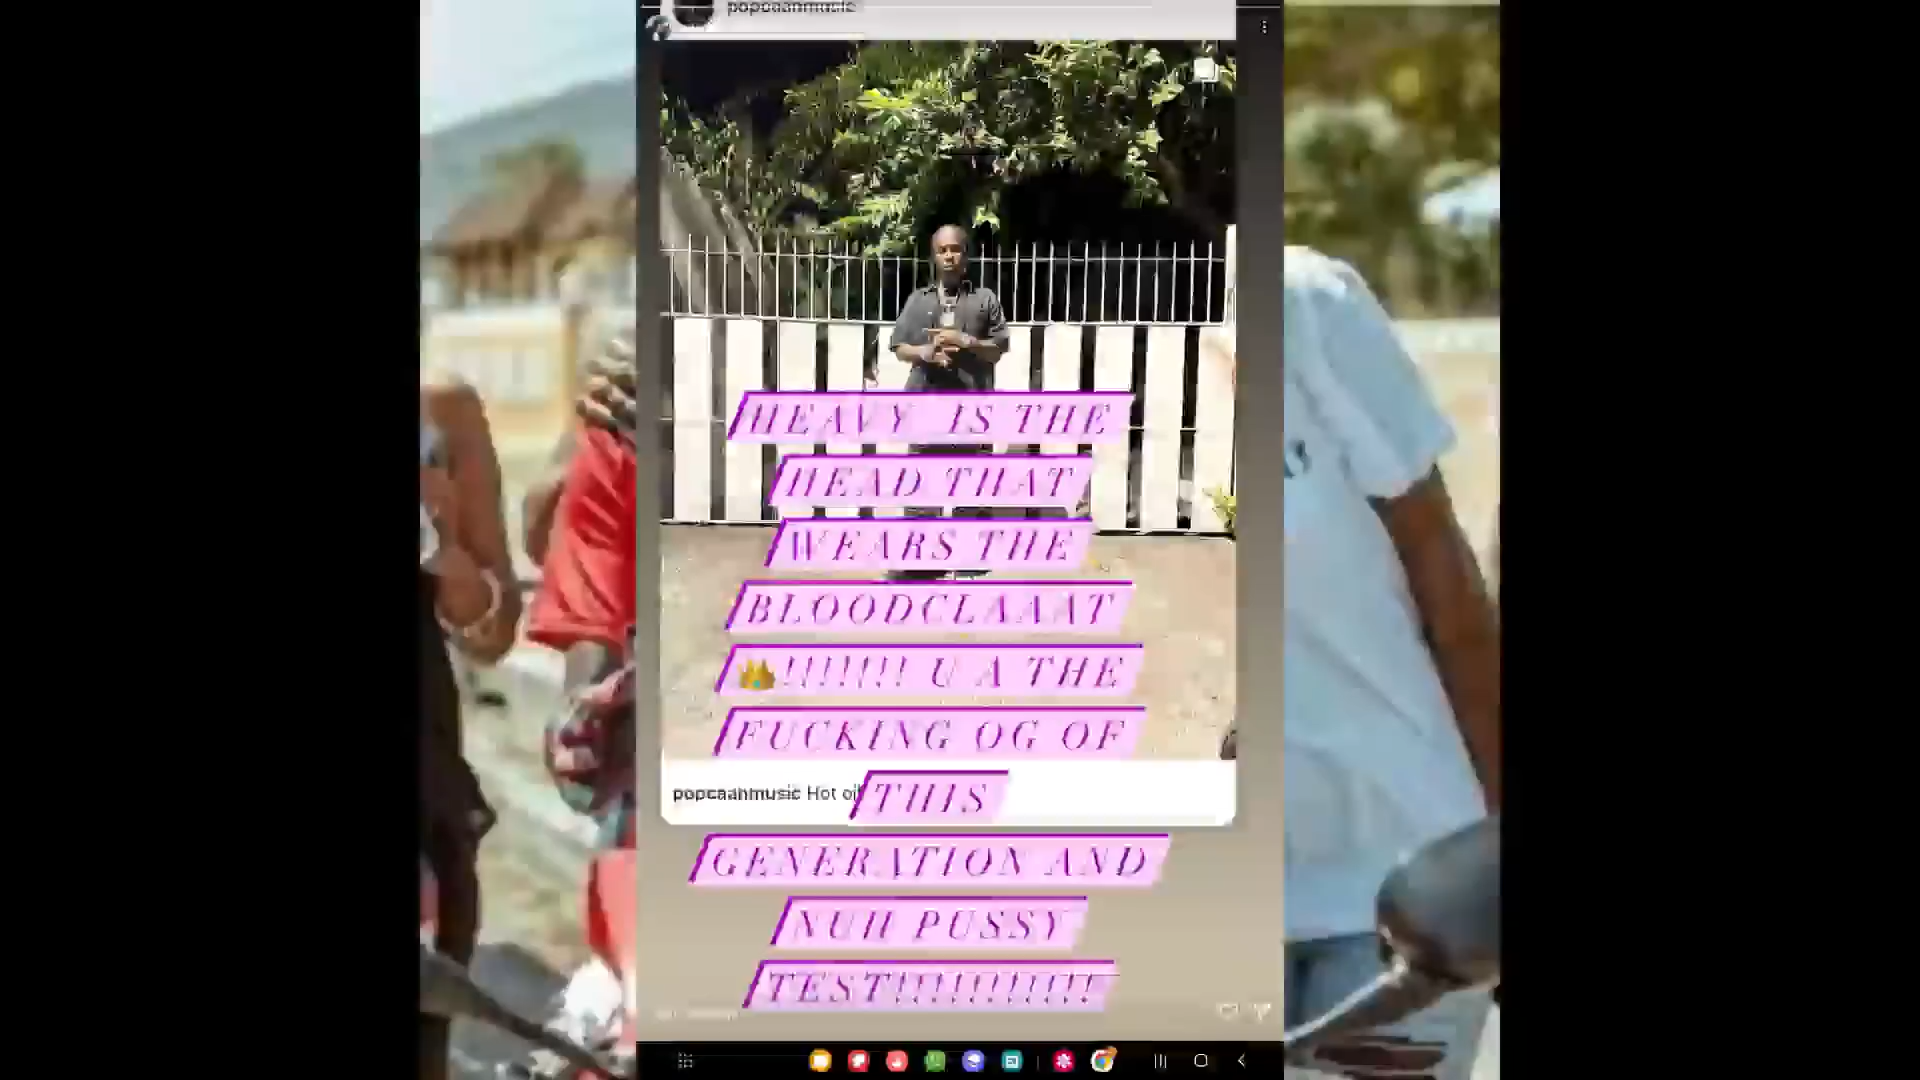 popcaanmusic
HEAVY IS THE
HEAD THAT
WEARS THE
BLOODCLAAAT
👑!!!!!!! U A THE
FUCKING OG OF
popcaanmusic Hot oil THIS
GENERATION AND
NUH PUSSY
TEST!!!!!!!!!!!!!